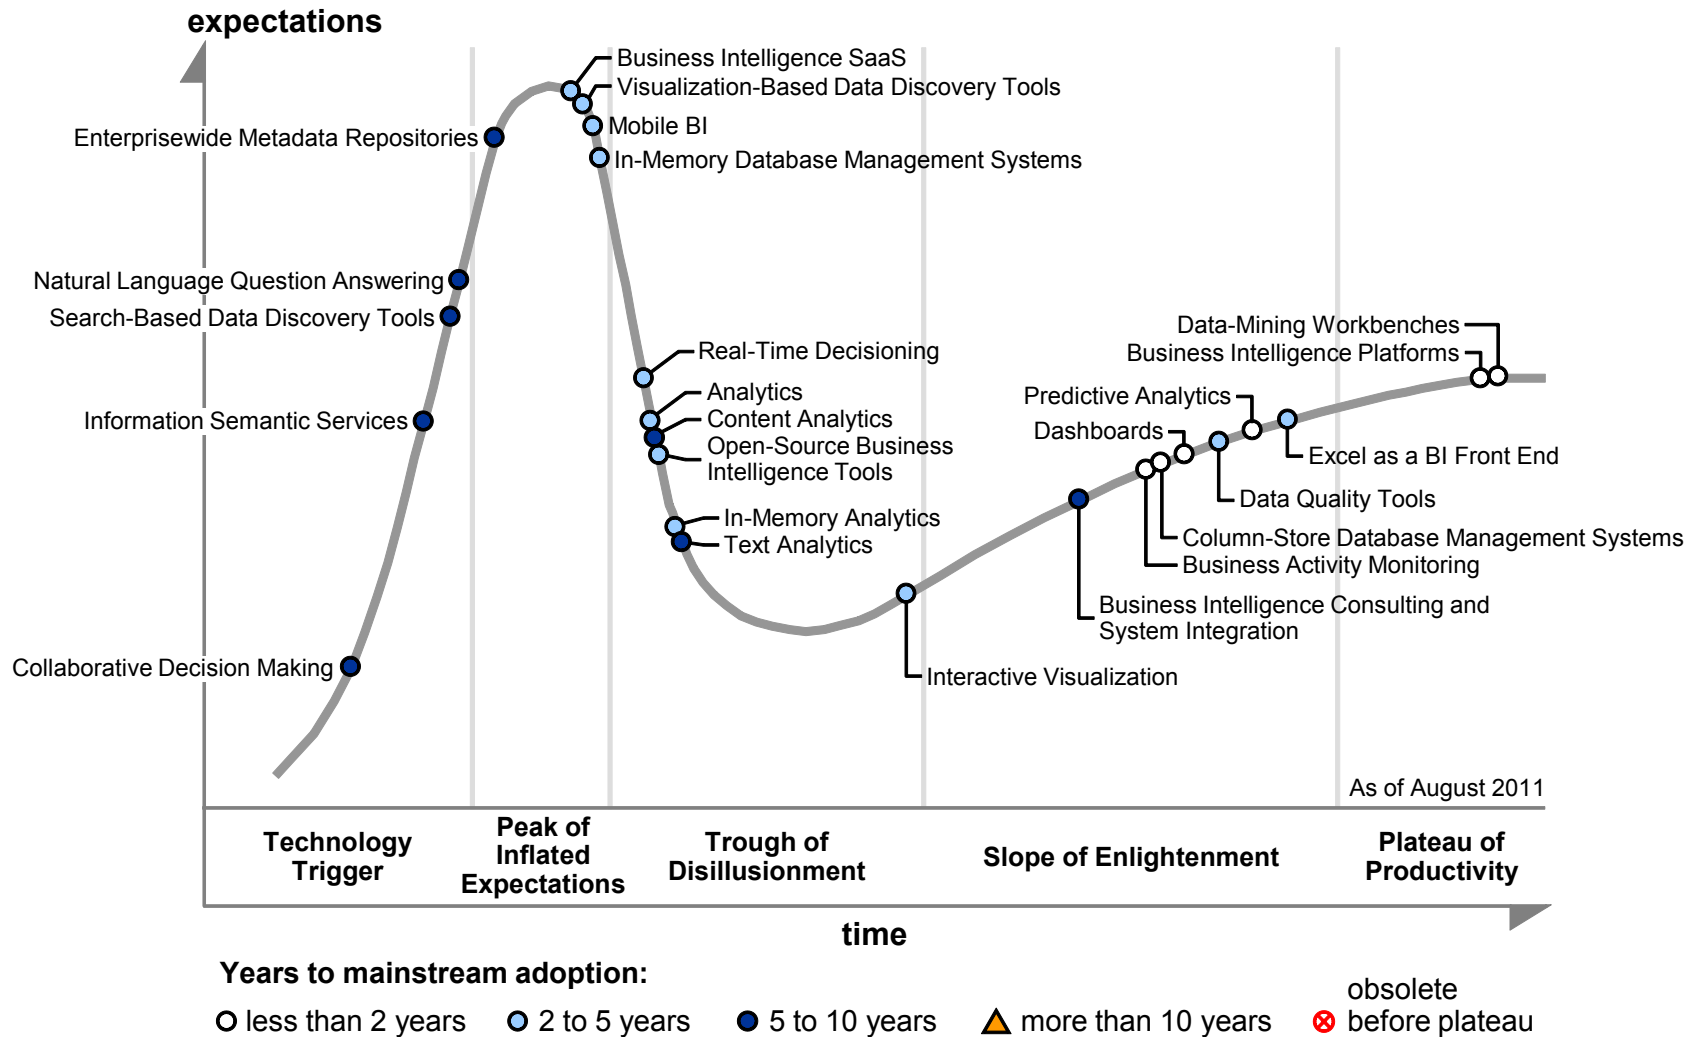 expectations
Business Intelligence SaaS
Visualization-Based Data Discovery Tools
Enterprisewide Metadata Repositories
Mobile BI
In-Memory Database Management Systems
Natural Language Question Answering
Search-Based Data Discovery Tools
Information Semantic Services
Collaborative Decision Making
Real-Time Decisioning
Analytics
Content Analytics
Open-Source Business
Intelligence Tools
In-Memory Analytics
Text Analytics
Interactive Visualization
Data-Mining Workbenches
Business Intelligence Platforms
Predictive Analytics
Dashboards
Excel as a BI Front End
Data Quality Tools
Column-Store Database Management Systems
Business Activity Monitoring
Business Intelligence Consulting and
System Integration
As of August 2011
Technology
Trigger
Peak of
Inflated
Expectations
Trough of
Disillusionment
Slope of Enlightenment
Plateau of
Productivity
time
Years to mainstream adoption:
less than 2 years
2 to 5 years
5 to 10 years
more than 10 years
obsolete
before plateau